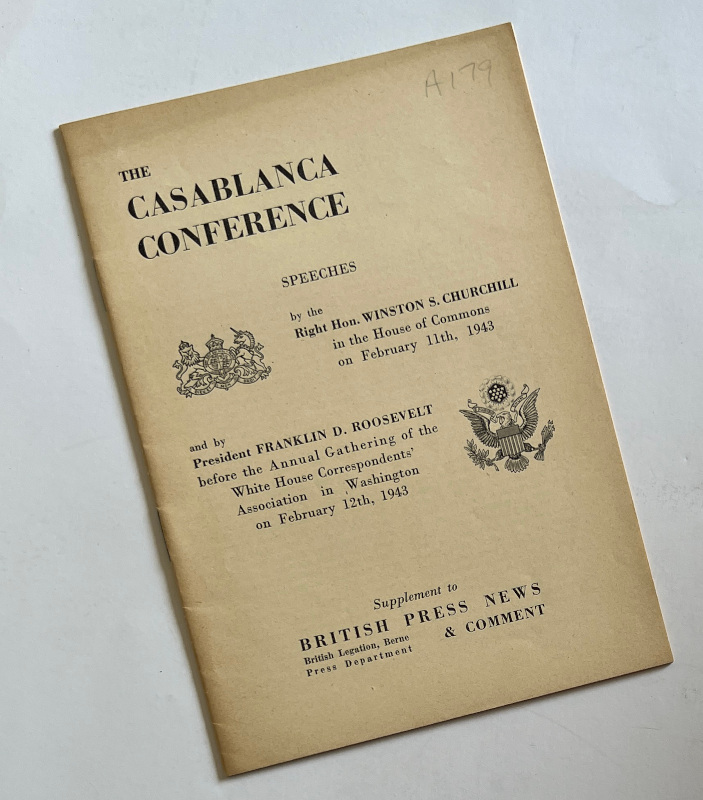 A179
THE
CASABLANCA
CONFERENCE
SPEECHES
by the
Right Hon. WINSTON S. CHURCHILL
in the House of Commons
on February 11th, 1943
and by
President FRANKLIN D. ROOSEVELT
before the Annual Gathering of the
White House Correspondents'
Association in Washington
on February 12th, 1943
Supplement to
BRITISH PRESS NEWS
& COMMENT
British Legation, Berne
Press Department